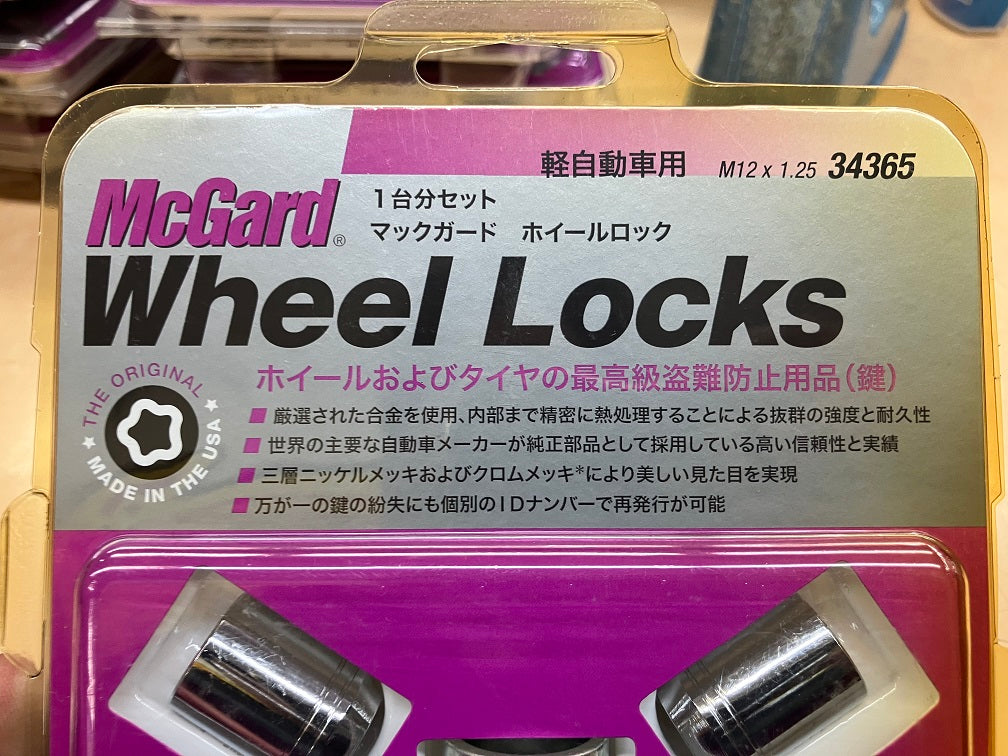 軽自動車用 M12 x 1.25 34365
McGard®
1台分セット
マックガード ホイールロック
Wheel Locks
THE ORIGINAL
★ MADE IN THE USA ★
ホイールおよびタイヤの最高級盗難防止用品(鍵)
■ 厳選された合金を使用、内部まで精密に熱処理することによる抜群の強度と耐久性
■ 世界の主要な自動車メーカーが純正部品として採用している高い信頼性と実績
■ 三層ニッケルメッキおよびクロムメッキ*により美しい見た目を実現
■ 万が一の鍵の紛失にも個別のIDナンバーで再発行が可能